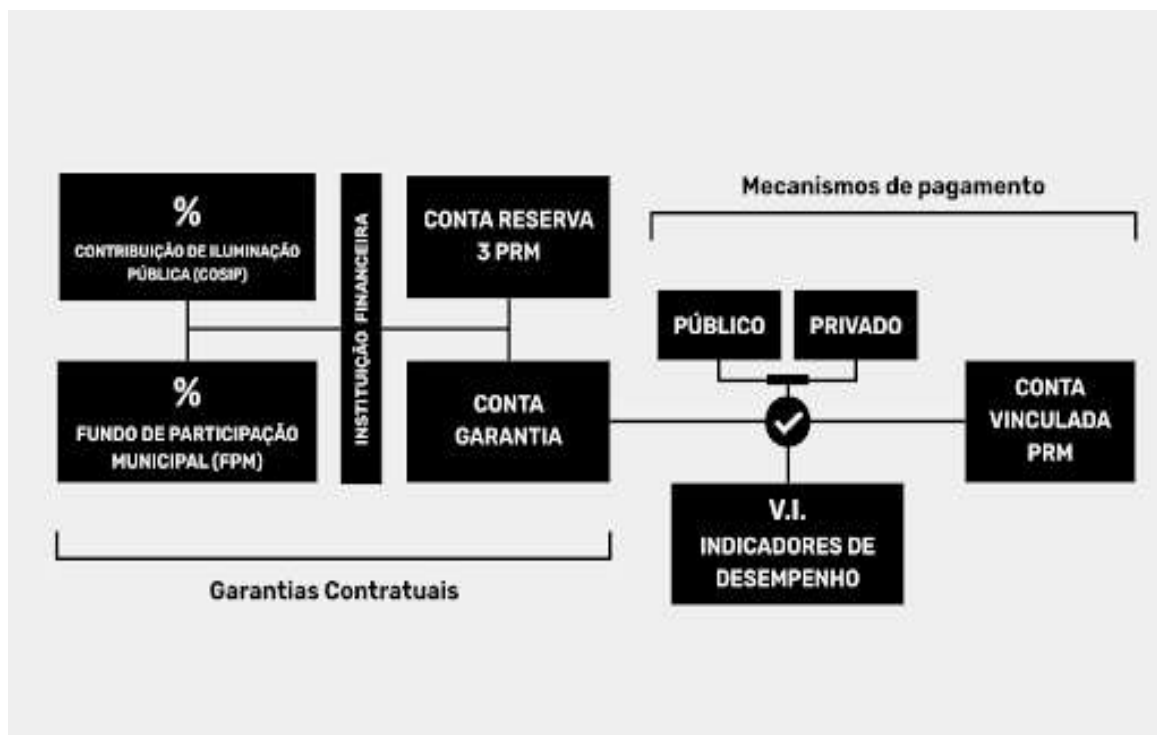 %
CONTRIBUIÇÃO DE ILUMINAÇÃO
PÚBLICA (COSIP)
%
FUNDO DE PARTICIPAÇÃO
MUNICIPAL (FPM)
INSTITUIÇÃO FINANCEIRA
CONTA RESERVA
3 PRM
CONTA
GARANTIA
Garantias Contratuais
Mecanismos de pagamento
PÚBLICO
PRIVADO
V.I.
INDICADORES DE
DESEMPENHO
CONTA
VINCULADA
PRM